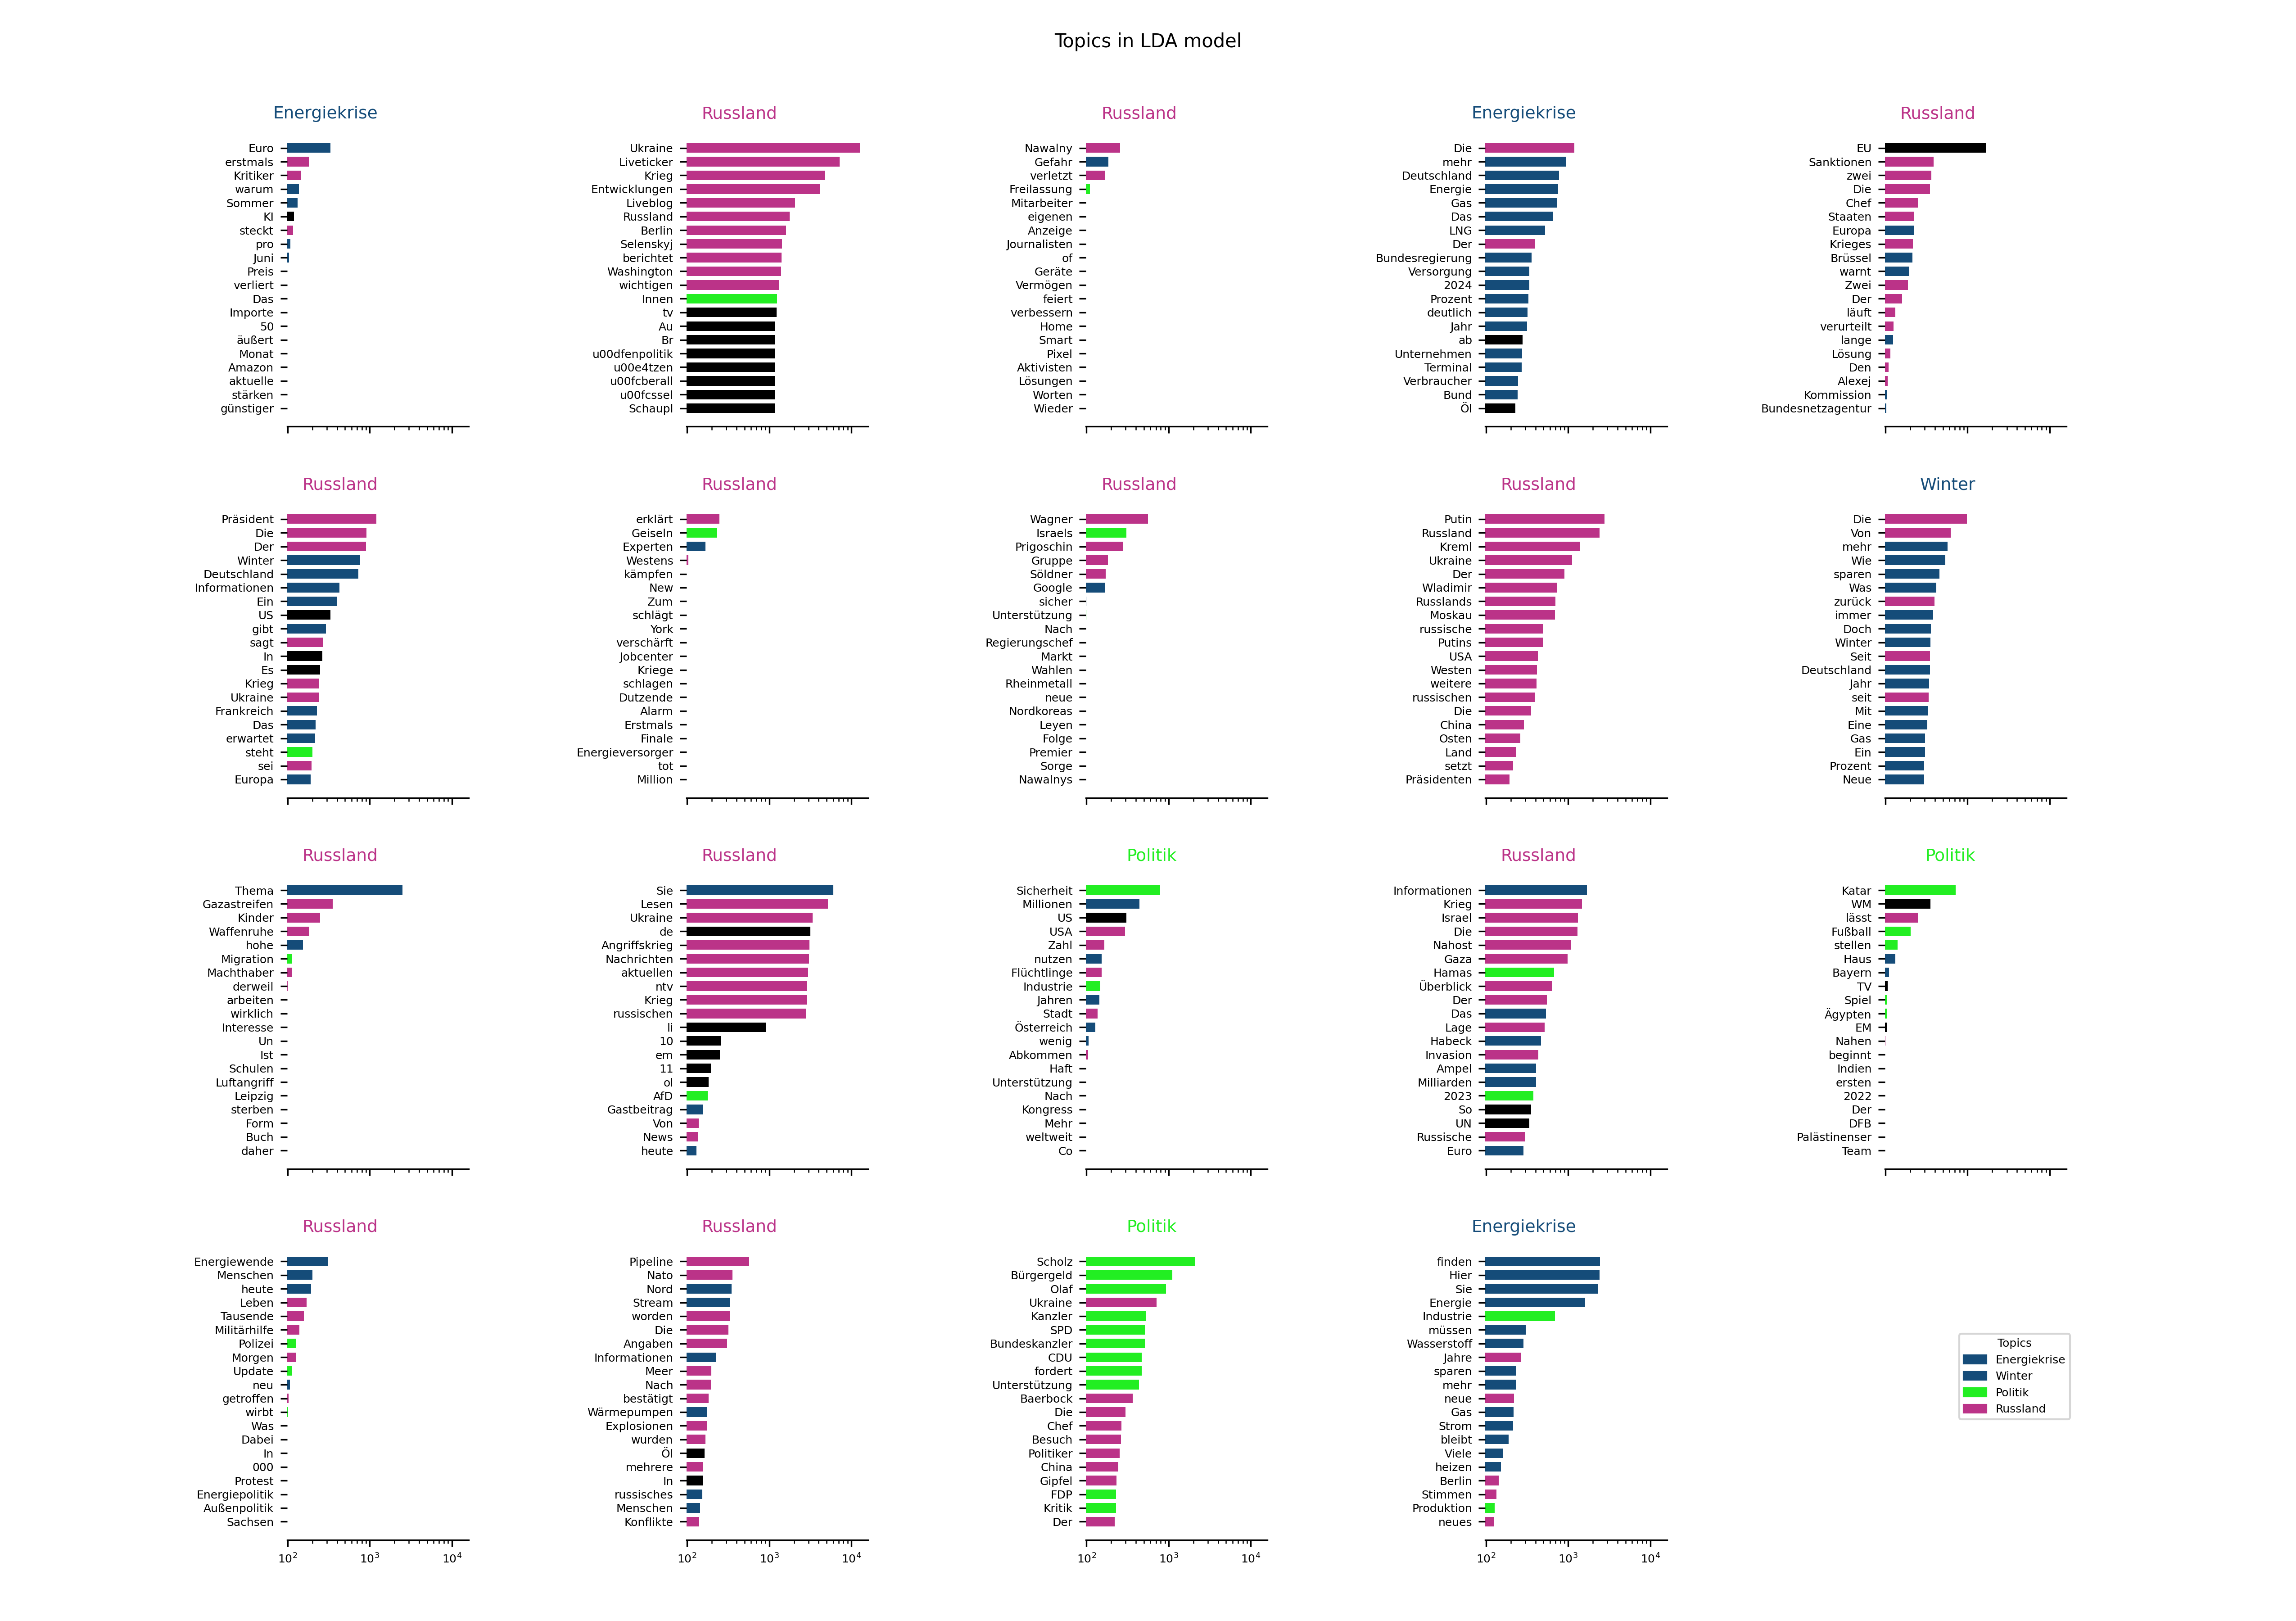 Topics in LDA model
Energiekrise
Euro
erstmals
Kritiker
warum
Sommer
KI
steckt
pro
Juni
Preis
verliert
Das
Importe
50
äußert
Monat
Amazon
aktuelle
stärken
günstiger
Russland
Ukraine
Liveticker
Krieg
Entwicklungen
Liveblog
Russland
Berlin
Selenskyj
berichtet
Washington
wichtigen
Innen
tv
Au
Br
u00dfenpolitik
u00e4tzen
u00fcberall
u00fcssel
Schaupl
Russland
Nawalny
Gefahr
verletzt
Freilassung
Mitarbeiter
eigenen
Anzeige
Journalisten
of
Geräte
Vermögen
feiert
verbessern
Home
Smart
Pixel
Aktivisten
Lösungen
Worten
Wieder
Energiekrise
Die
mehr
Deutschland
Energie
Gas
Das
LNG
Der
Bundesregierung
Versorgung
2024
Prozent
deutlich
Jahr
ab
Unternehmen
Terminal
Verbraucher
Bund
Öl
Russland
EU
Sanktionen
zwei
Die
Chef
Staaten
Europa
Krieges
Brüssel
warnt
Zwei
Der
läuft
verurteilt
lange
Lösung
Den
Alexej
Kommission
Bundesnetzagentur
Russland
Präsident
Die
Der
Winter
Deutschland
Informationen
Ein
US
gibt
sagt
In
Es
Krieg
Ukraine
Frankreich
Das
erwartet
steht
sei
Europa
Russland
erklärt
Geiseln
Experten
Westens
kämpfen
New
Zum
schlägt
York
verschärft
Jobcenter
Kriege
schlagen
Dutzende
Alarm
Erstmals
Finale
Energieversorger
tot
Million
Russland
Wagner
Israels
Prigoschin
Gruppe
Söldner
Google
sicher
Unterstützung
Nach
Regierungschef
Markt
Wahlen
Rheinmetall
neue
Nordkoreas
Leyen
Folge
Premier
Sorge
Nawalnys
Russland
Putin
Russland
Kreml
Ukraine
Der
Wladimir
Russlands
Moskau
russische
Putins
USA
Westen
weitere
russischen
Die
China
Osten
Land
setzt
Präsidenten
Winter
Die
Von
mehr
Wie
sparen
Was
zurück
immer
Doch
Winter
Seit
Deutschland
Jahr
seit
Mit
Eine
Gas
Ein
Prozent
Neue
Russland
Thema
Gazastreifen
Kinder
Waffenruhe
hohe
Migration
Machthaber
derweil
arbeiten
wirklich
Interesse
Un
Ist
Schulen
Luftangriff
Leipzig
sterben
Form
Buch
daher
Russland
Sie
Lesen
Ukraine
de
Angriffskrieg
Nachrichten
aktuellen
ntv
Krieg
russischen
li
10
em
11
ol
AfD
Gastbeitrag
Von
News
heute
Politik
Sicherheit
Millionen
US
USA
Zahl
nutzen
Flüchtlinge
Industrie
Jahren
Stadt
Österreich
wenig
Abkommen
Haft
Unterstützung
Nach
Kongress
Mehr
weltweit
Co
Russland
Informationen
Krieg
Israel
Die
Nahost
Gaza
Hamas
Überblick
Der
Das
Lage
Habeck
Invasion
Ampel
Milliarden
2023
So
UN
Russische
Euro
Politik
Katar
WM
lässt
Fußball
stellen
Haus
Bayern
TV
Spiel
Ägypten
EM
Nahen
beginnt
Indien
ersten
2022
Der
DFB
Palästinenser
Team
Russland
Energiewende
Menschen
heute
Leben
Tausende
Militärhilfe
Polizei
Morgen
Update
neu
getroffen
wirbt
Was
Dabei
In
000
Protest
Energiepolitik
Außenpolitik
Sachsen
10² 10³ 10⁴
Russland
Pipeline
Nato
Nord
Stream
worden
Die
Angaben
Informationen
Meer
Nach
bestätigt
Wärmepumpen
Explosionen
wurden
Öl
mehrere
In
russisches
Menschen
Konflikte
10² 10³ 10⁴
Politik
Scholz
Bürgergeld
Olaf
Ukraine
Kanzler
SPD
Bundeskanzler
CDU
fordert
Unterstützung
Baerbock
Die
Chef
Besuch
Politiker
China
Gipfel
FDP
Kritik
Der
10² 10³ 10⁴
Energiekrise
finden
Hier
Sie
Energie
Industrie
müssen
Wasserstoff
Jahre
sparen
mehr
neue
Gas
Strom
bleibt
Viele
heizen
Berlin
Stimmen
Produktion
neues
10² 10³ 10⁴
Topics
Energiekrise
Winter
Politik
Russland